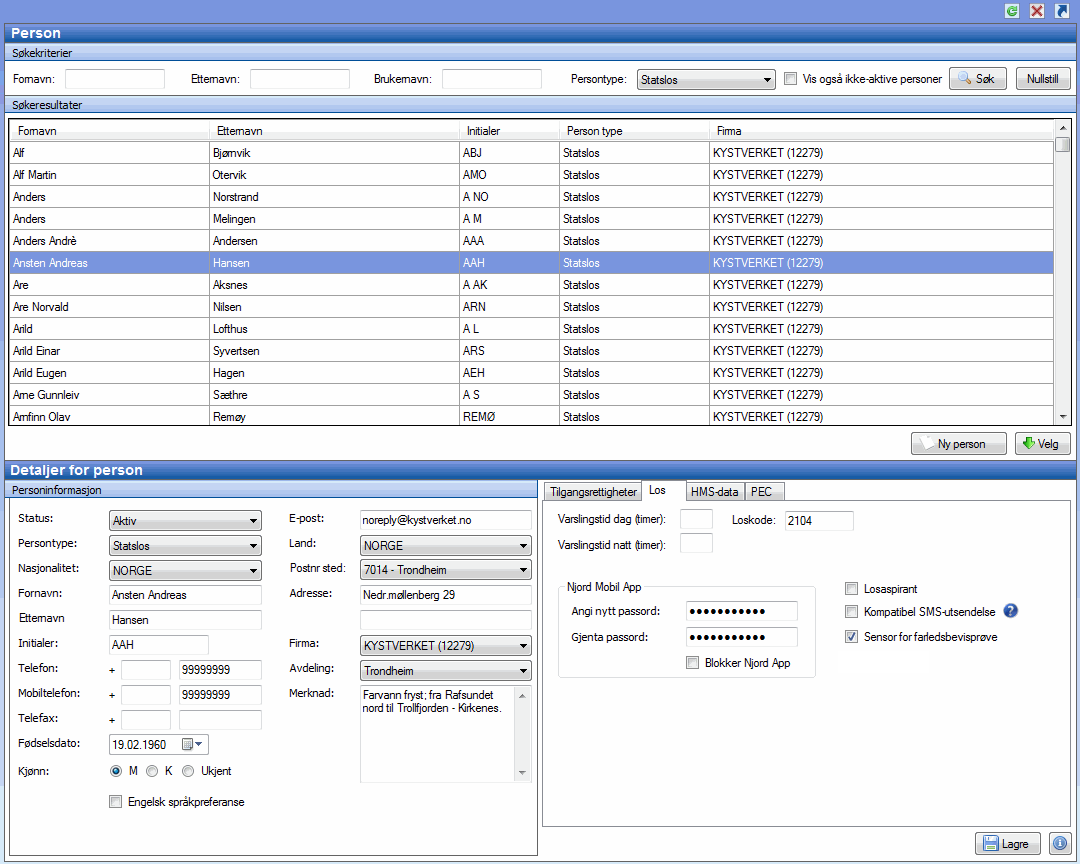 Person
Søkekriterier
Fornavn: Etternavn: Brukernavn: Persontype: Statslos Vis også ikke-aktive personer Søk Nullstill
Søkeresultater
Fornavn Etternavn Initialer Person type Firma
Alf Bjørnvik ABJ Statslos KYSTVERKET (12279)
Alf Martin Otervik AMO Statslos KYSTVERKET (12279)
Anders Norstrand A NO Statslos KYSTVERKET (12279)
Anders Melingen A M Statslos KYSTVERKET (12279)
Anders Andrè Andersen AAA Statslos KYSTVERKET (12279)
Ansten Andreas Hansen AAH Statslos KYSTVERKET (12279)
Are Aksnes A AK Statslos KYSTVERKET (12279)
Are Norvald Nilsen ARN Statslos KYSTVERKET (12279)
Arild Lofthus A L Statslos KYSTVERKET (12279)
Arild Einar Syvertsen ARS Statslos KYSTVERKET (12279)
Arild Eugen Hagen AEH Statslos KYSTVERKET (12279)
Arne Gunnleiv Sæthre A S Statslos KYSTVERKET (12279)
Arnfinn Olav Remøy REMØ Statslos KYSTVERKET (12279)
Ny person Velg
Detaljer for person
Personinformasjon
Status: Aktiv
Persontype: Statslos
Nasjonalitet: NORGE
Fornavn: Ansten Andreas
Etternavn Hansen
Initialer: AAH
Telefon: + 99999999
Mobiltelefon: + 99999999
Telefax: +
Fødselsdato: 19.02.1960
Kjønn: M K Ukjent
Engelsk språkpreferanse
E-post: noreply@kystverket.no
Land: NORGE
Postnr sted: 7014 - Trondheim
Adresse: Nedr.møllenberg 29
Firma: KYSTVERKET (12279)
Avdeling: Trondheim
Merknad: Farvann fryst; fra Rafsundet
nord til Trollfjorden - Kirkenes.
Tilgangsrettigheter Los HMS-data PEC
Varslingstid dag (timer): Loskode: 2104
Varslingstid natt (timer):
Njord Mobil App
Angi nytt passord: ●●●●●●●●●●●
Gjenta passord: ●●●●●●●●●●●
Blokker Njord App
Losaspirant
Kompatibel SMS-utsendelse
Sensor for farledsbevisprøve
Lagre